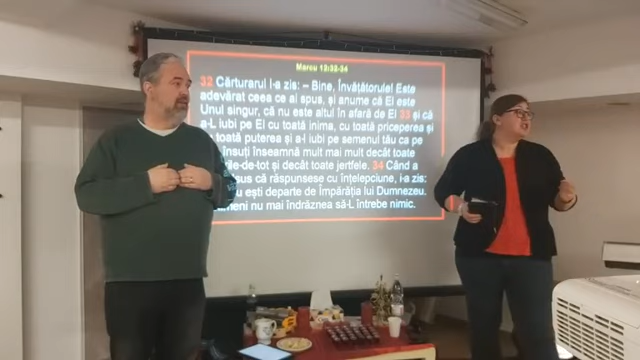 Marcu 12:32-34
32 Cărturarul I-a zis: – Bine, Învățătorule! Este
adevărat ceea ce ai spus, și anume că El este
Unul singur, că nu este altul în afară de El 33 și că
a-L iubi pe El cu toată inima, cu toată priceperea și
toată puterea și a-l iubi pe semenul tău ca pe
însuți înseamnă mult mai mult decât toate
de-tot și decât toate jertfele. 34 Când a
că răspunsese cu înțelepciune, i-a zis:
ești departe de Împărăția lui Dumnezeu.
nu mai îndrăznea să-L întrebe nimic.